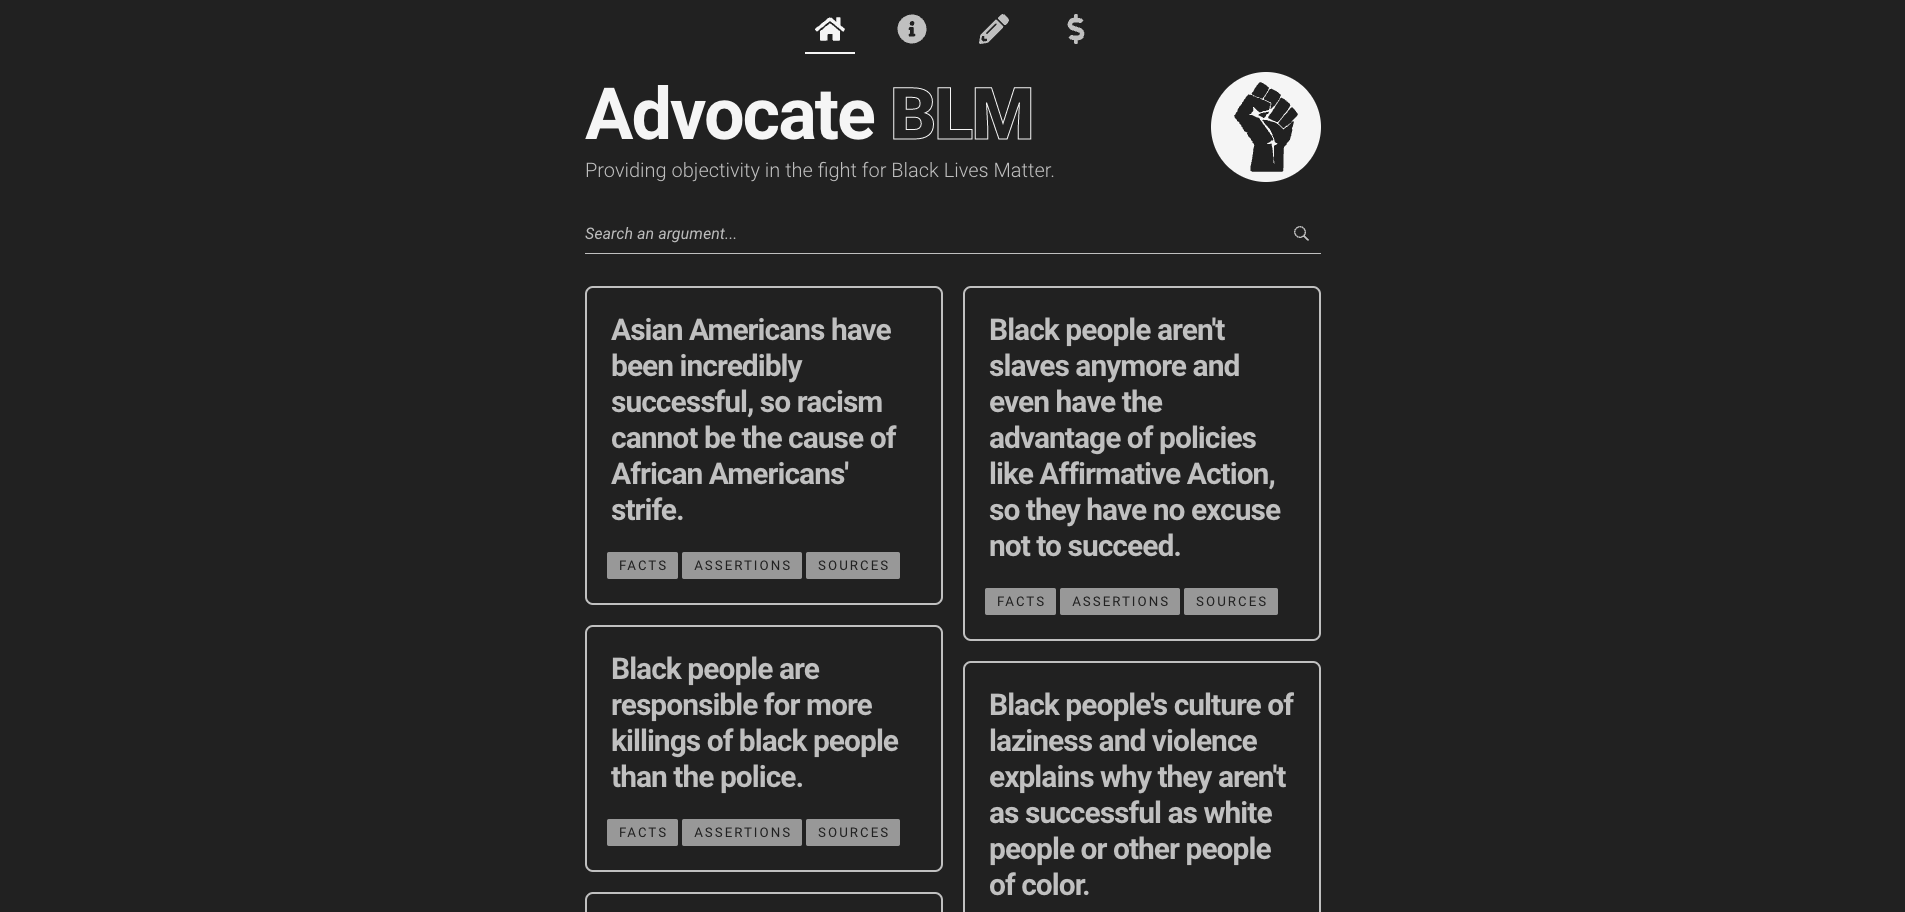 Advocate BLM
Providing objectivity in the fight for Black Lives Matter.
Search an argument...
Asian Americans have
been incredibly
successful, so racism
cannot be the cause of
African Americans'
strife.
FACTS ASSERTIONS SOURCES
Black people are
responsible for more
killings of black people
than the police.
FACTS ASSERTIONS SOURCES
Black people aren't
slaves anymore and
even have the
advantage of policies
like Affirmative Action,
so they have no excuse
not to succeed.
FACTS ASSERTIONS SOURCES
Black people's culture of
laziness and violence
explains why they aren't
as successful as white
people or other people
of color.